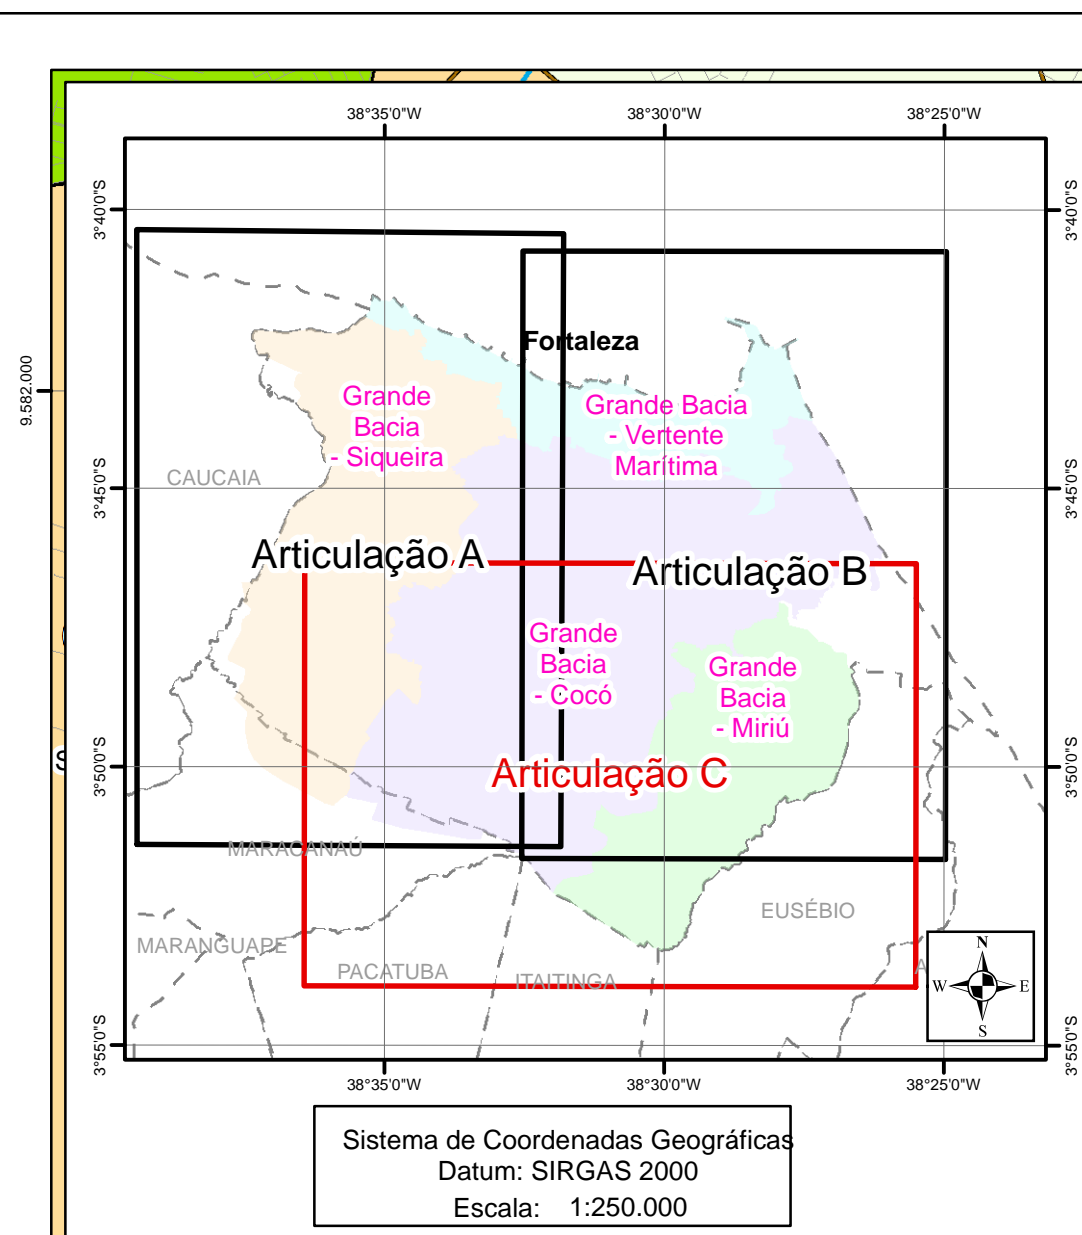 38°35'0"W
38°30'0"W
38°25'0"W
3°40'0"S
3°40'0"S
9.582.000
Fortaleza
Grande
Bacia
- Siqueira
Grande Bacia
- Vertente
Marítima
CAUCAIA
3°45'0"S
3°45'0"S
Articulação A
Articulação B
Grande
Bacia
- Cocó
Grande
Bacia
- Miriú
S
3°50'0"S
3°50'0"S
Articulação C
MARACANAÚ
EUSÉBIO
MARANGUAPE
PACATUBA
ITAITINGA
A
N
W
E
S
3°55'0"S
3°55'0"S
38°35'0"W
38°30'0"W
38°25'0"W
Sistema de Coordenadas Geográficas
Datum: SIRGAS 2000
Escala: 1:250.000